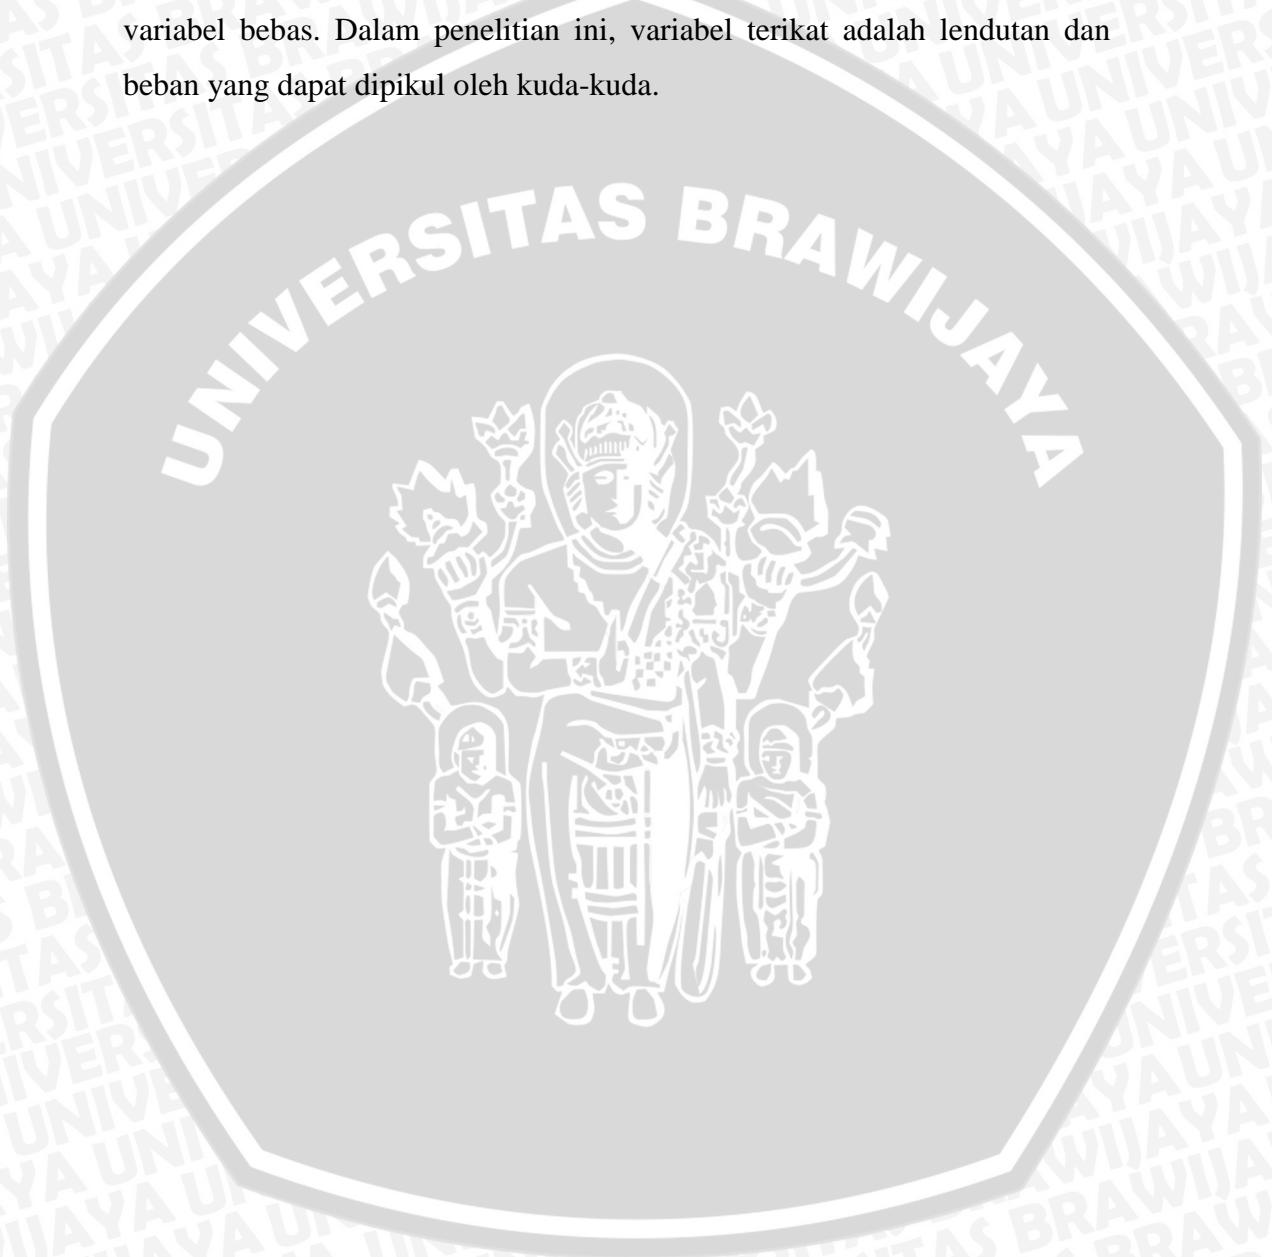 variabel bebas. Dalam penelitian ini, variabel terikat adalah lendutan dan
beban yang dapat dipikul oleh kuda-kuda.
UNIVERSITAS BRAWIJAYA